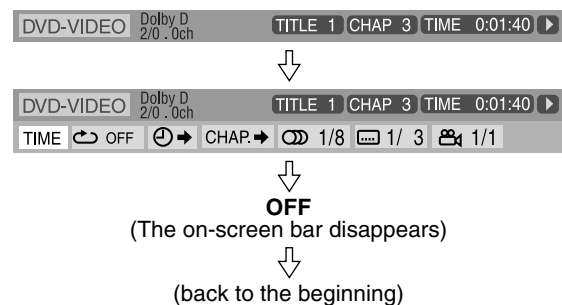 DVD-VIDEO Dolby D TITLE 1 CHAP 3 TIME 0:01:40
2/0 . 0ch
DVD-VIDEO Dolby D TITLE 1 CHAP 3 TIME 0:01:40
2/0 . 0ch
TIME OFF CHAP. 1/8 1/ 3 1/1
OFF
(The on-screen bar disappears)
(back to the beginning)